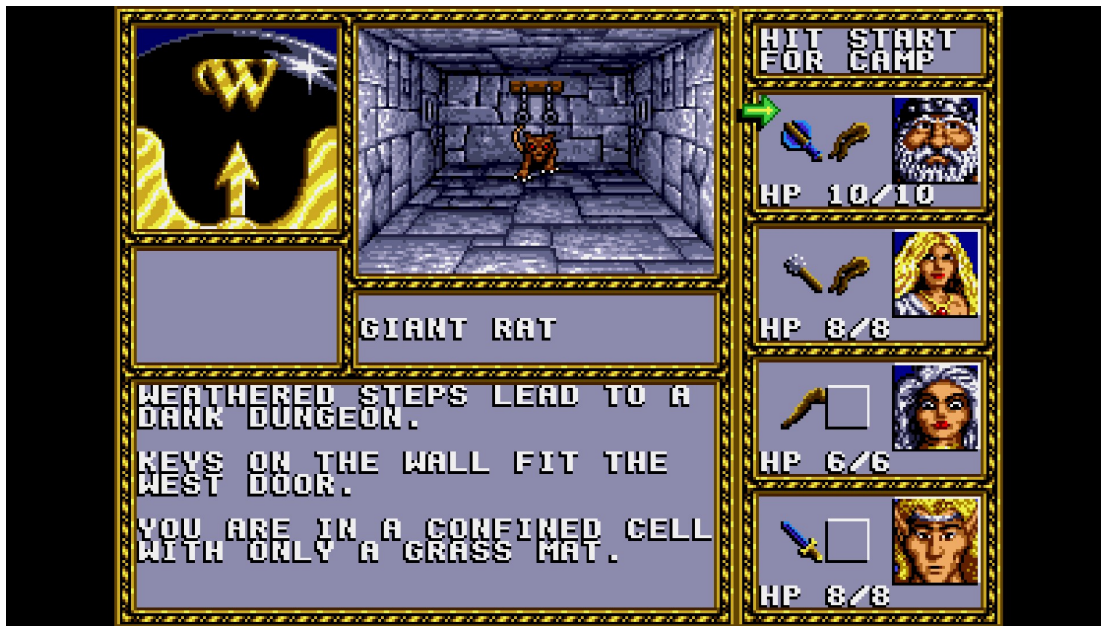 W
HIT START
FOR CAMP
HP 10/10
HP 8/8
GIANT RAT
WEATHERED STEPS LEAD TO A
DANK DUNGEON.
KEYS ON THE WALL FIT THE
WEST DOOR.
YOU ARE IN A CONFINED CELL
WITH ONLY A GRASS MAT.
HP 6/6
HP 8/8